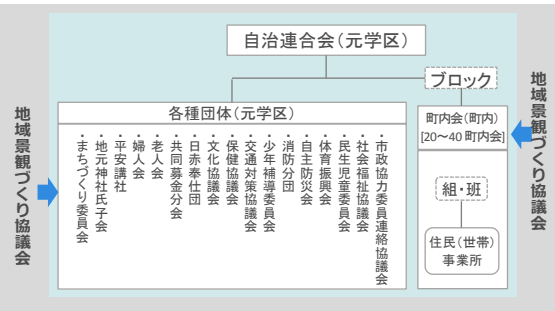 自治連合会(元学区)
ブロック
各種団体(元学区)
・市政協力委員連絡協議会
・社会福祉協議会
・民生児童委員会
・体育振興会
・自主防災会
・消防分団
・少年補導委員会
・交通対策協議会
・保健協議会
・文化協議会
・日赤奉仕団
・共同募金分会
・老人会
・婦人会
・平安講社
・地元神社氏子会
・まちづくり委員会
町内会(町内)
[20~40町内会]
組・班
住民(世帯)
事業所
地域景観づくり協議会
地域景観づくり協議会